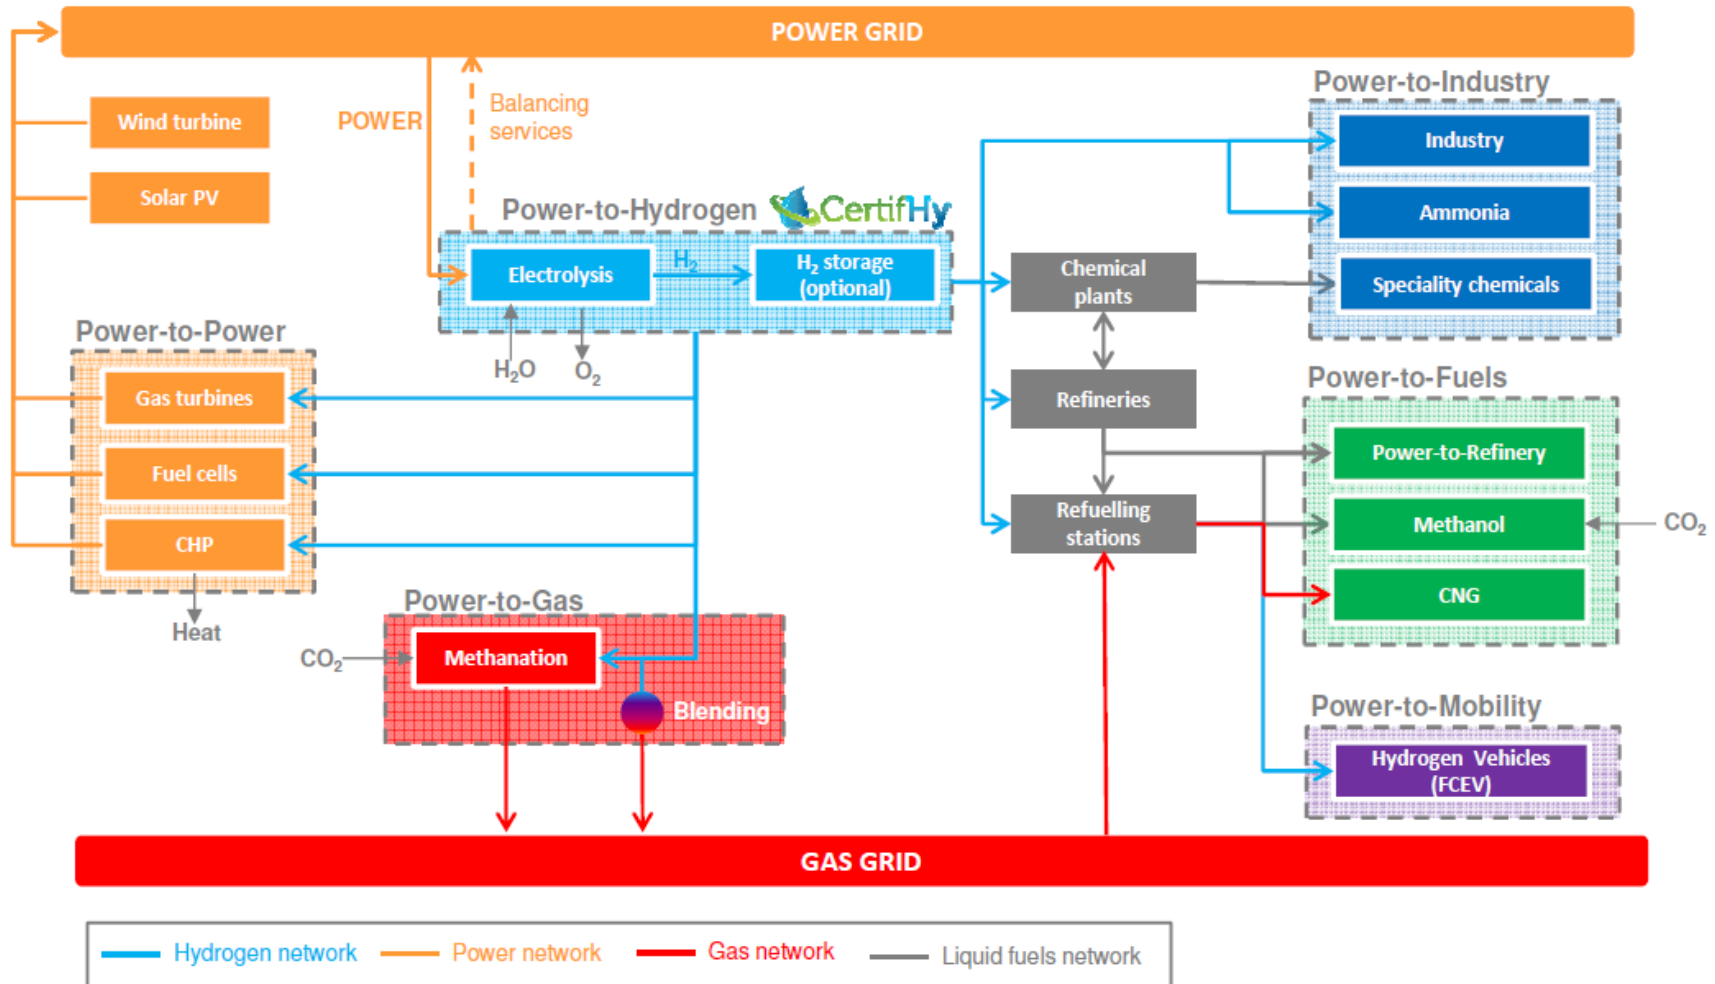 POWER GRID
Wind turbine
Solar PV
POWER
Balancing
services
Power-to-Hydrogen
CertifHy
Electrolysis
H₂
H₂ storage
(optional)
H₂O
O₂
Power-to-Industry
Industry
Ammonia
Speciality chemicals
Chemical
plants
Refineries
Refuelling
stations
Power-to-Power
Gas turbines
Fuel cells
CHP
Heat
Power-to-Fuels
Power-to-Refinery
Methanol
CO₂
CNG
Power-to-Gas
CO₂
Methanation
Blending
Power-to-Mobility
Hydrogen Vehicles
(FCEV)
GAS GRID
Hydrogen network
Power network
Gas network
Liquid fuels network